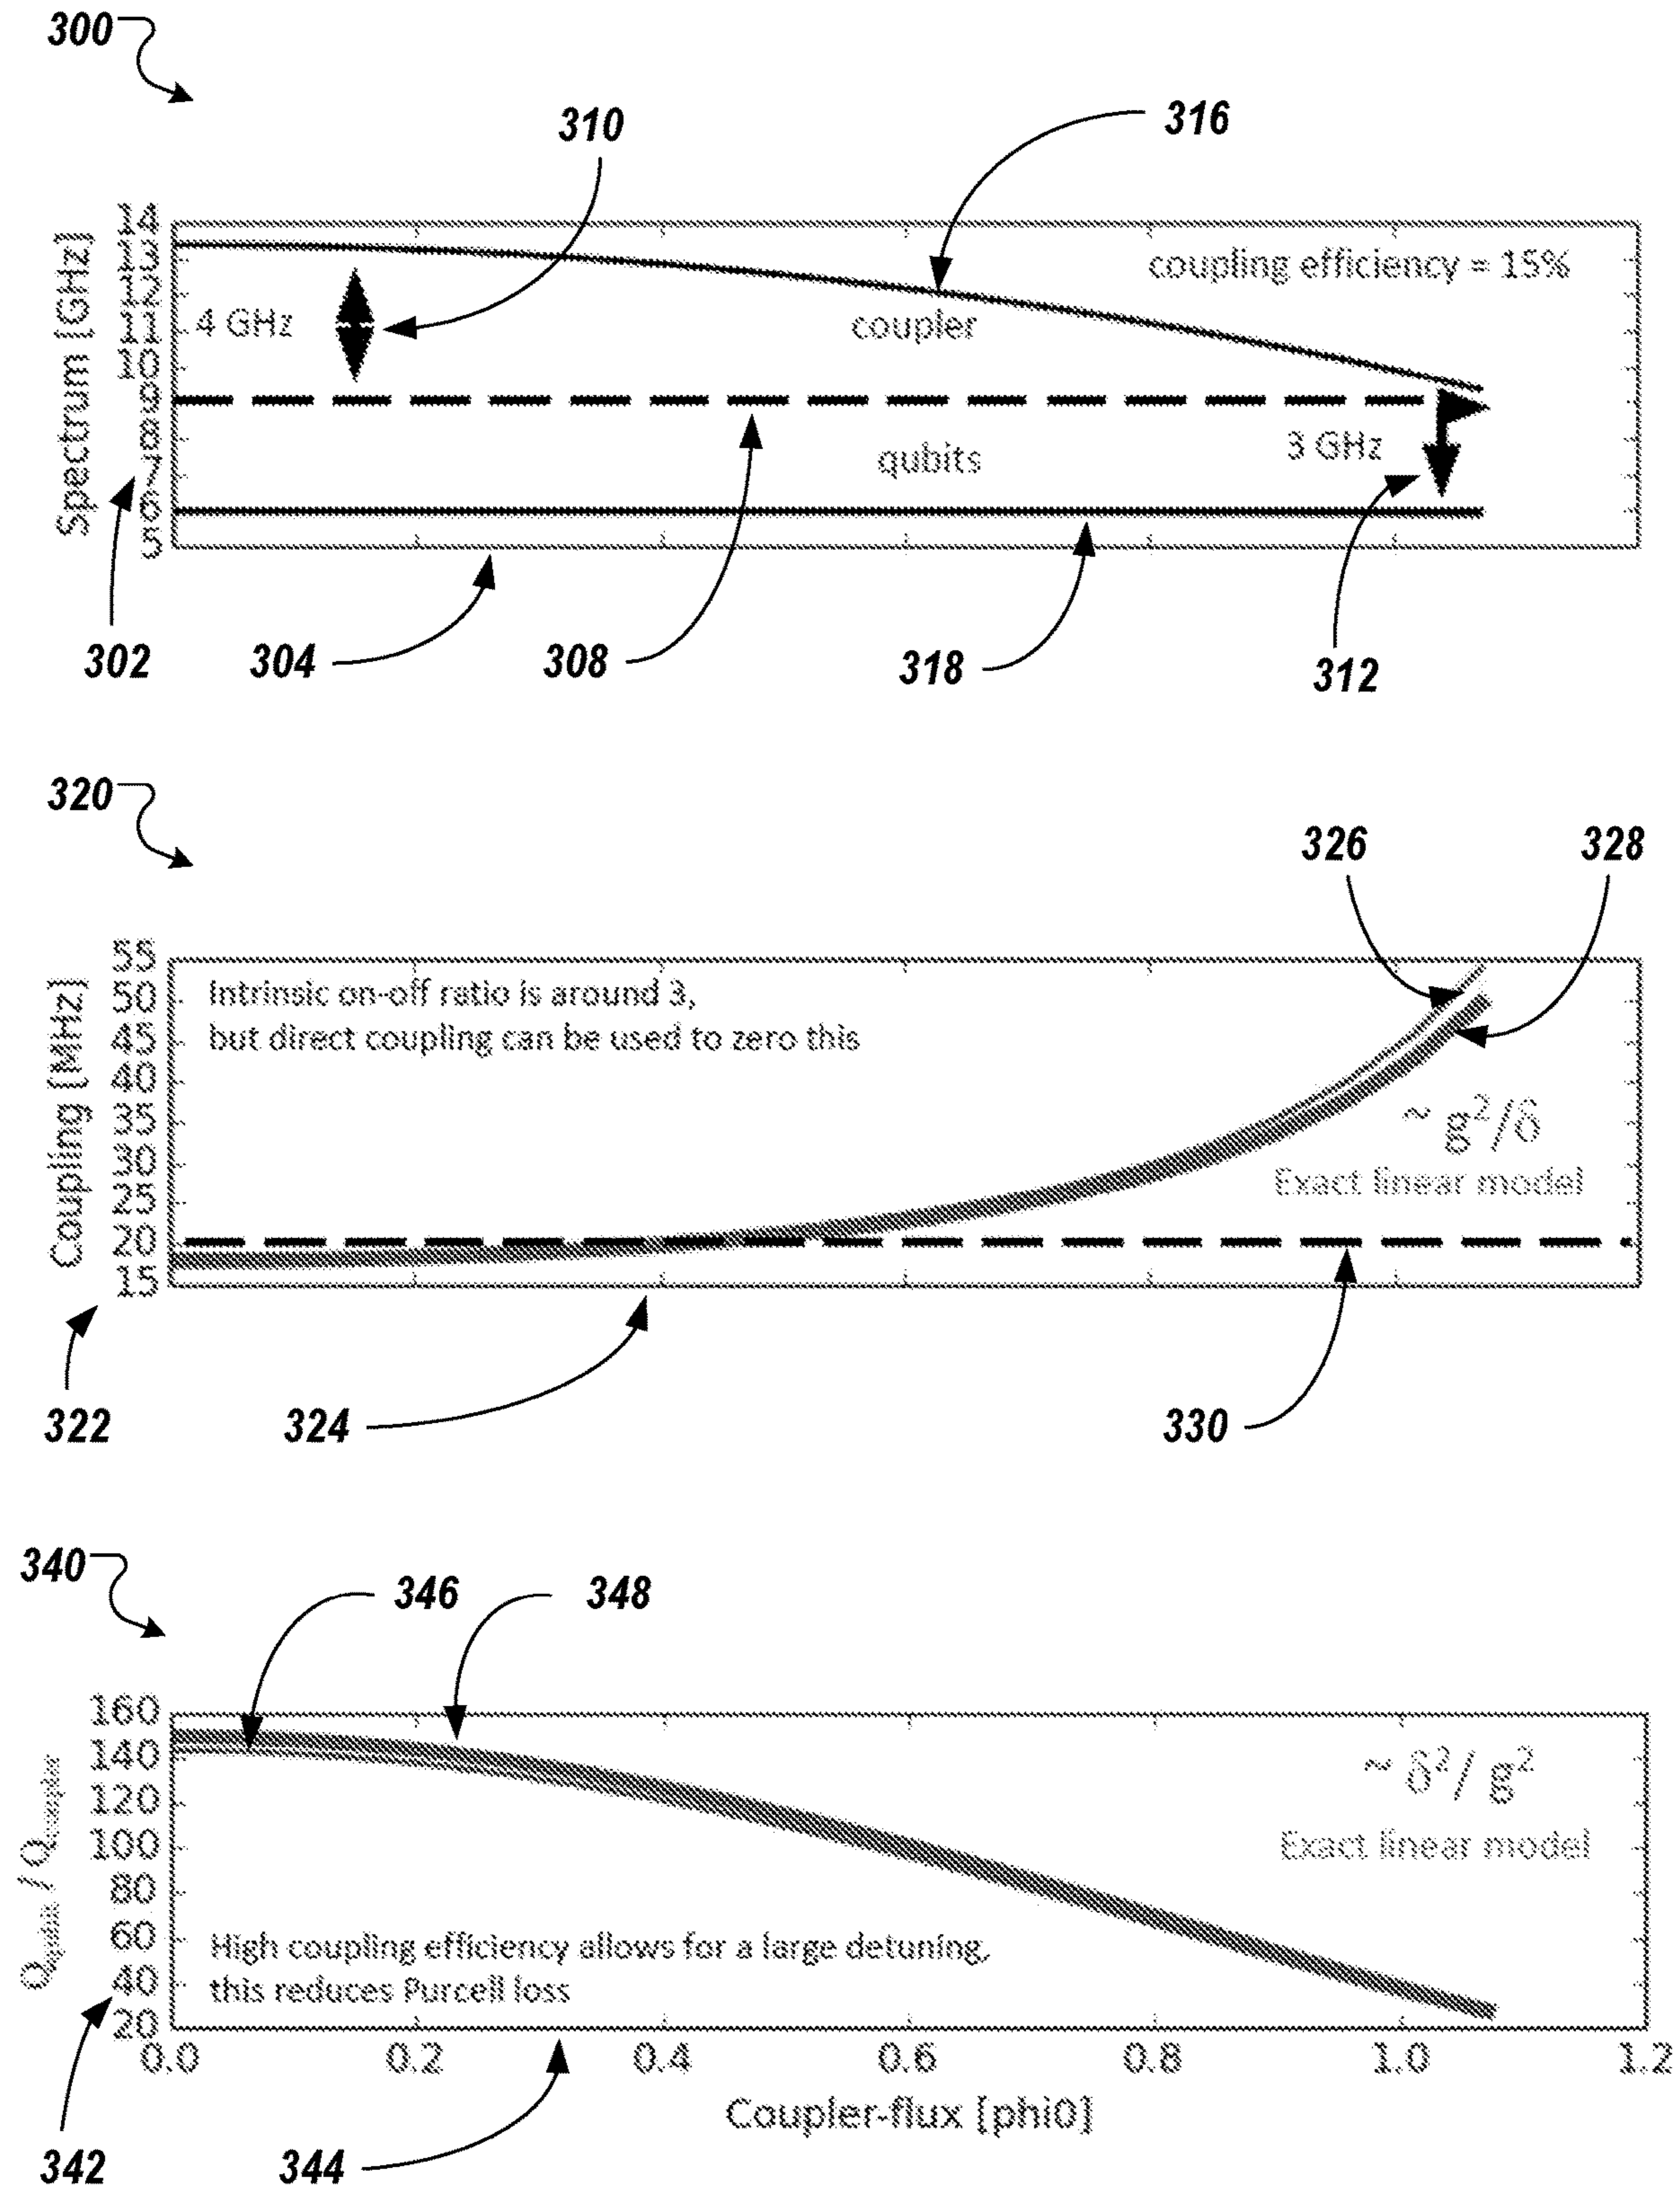 300
310
316
14
13
12
11
10
9
8
7
6
5
Spectrum [GHz]
coupling efficiency = 15%
4 GHz
coupler
qubits
3 GHz
302
304
308
318
312
320
326
328
55
50
45
40
35
30
25
20
15
Coupling [MHz]
Intrinsic on-off ratio is around 3,
but direct coupling can be used to zero this
~ g²/δ
Exact linear model
322
324
330
340
346
348
160
140
120
100
80
60
40
20
Qqubit / Qcoupler
~ δ²/ g²
Exact linear model
High coupling efficiency allows for a large detuning,
this reduces Purcell loss
0.0 0.2 0.4 0.6 0.8 1.0 1.2
Coupler-flux [phi0]
342
344